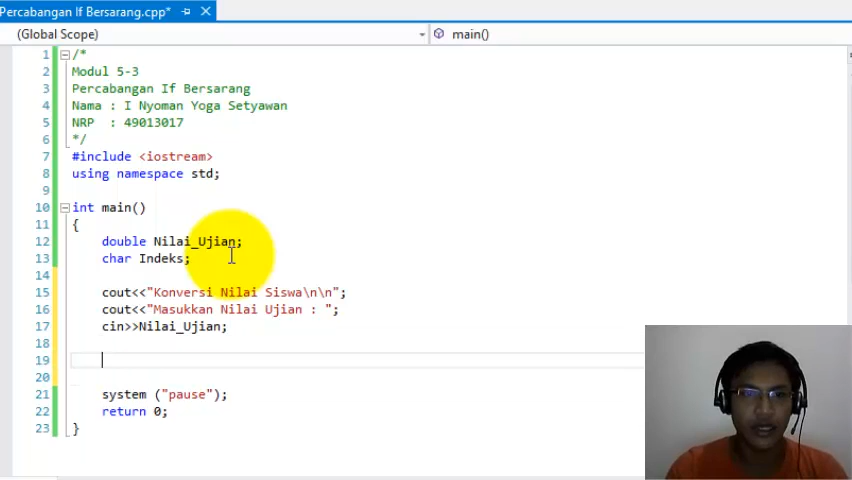 Percabangan If Bersarang.cpp*
(Global Scope) main()
1 /*
2 Modul 5-3
3 Percabangan If Bersarang
4 Nama : I Nyoman Yoga Setyawan
5 NRP  : 49013017
6 */
7 #include <iostream>
8 using namespace std;
9
10 int main()
11 {
12 double Nilai_Ujian;
13 char Indeks;
14
15 cout<<"Konversi Nilai Siswa\n\n";
16 cout<<"Masukkan Nilai Ujian : ";
17 cin>>Nilai_Ujian;
18
19
20
21 system ("pause");
22 return 0;
23 }